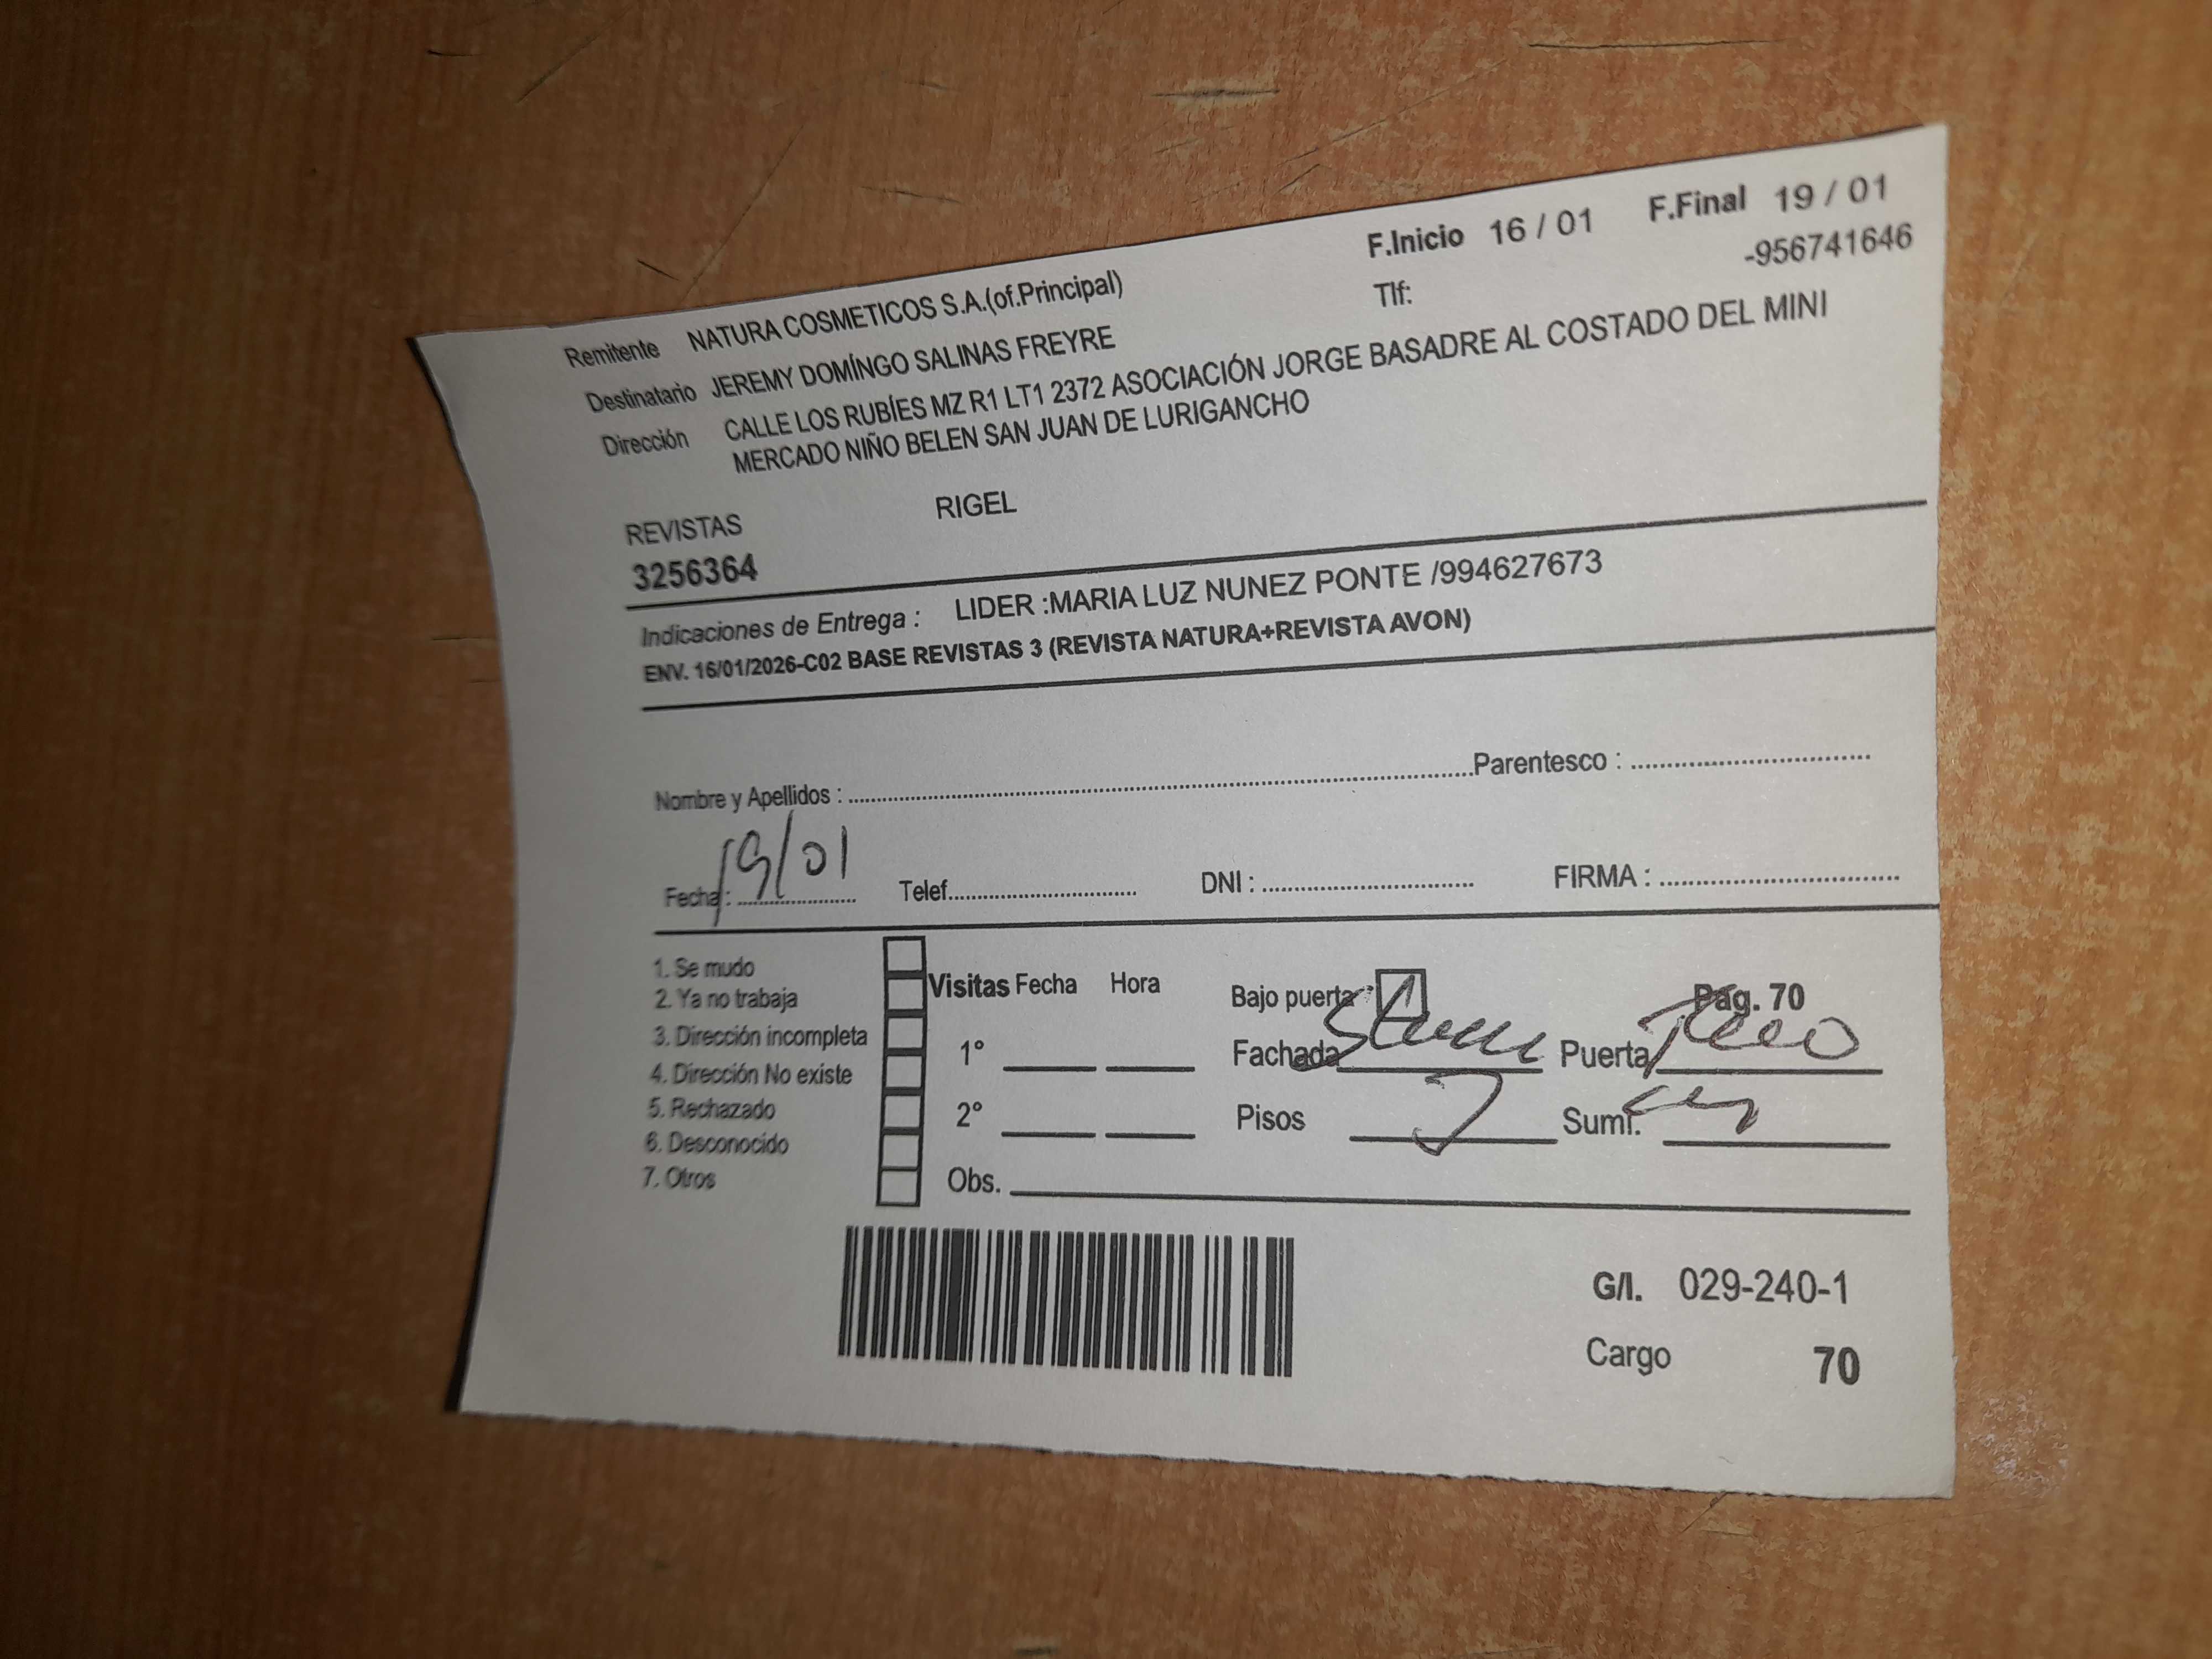 F.Inicio 16 / 01 F.Final 19 / 01
Remitente NATURA COSMETICOS S.A.(of.Principal) Tlf: -956741646
Destinatario JEREMY DOMÍNGO SALINAS FREYRE
Dirección CALLE LOS RUBÍES MZ R1 LT1 2372 ASOCIACIÓN JORGE BASADRE AL COSTADO DEL MINI
MERCADO NIÑO BELEN SAN JUAN DE LURIGANCHO
REVISTAS RIGEL
3256364
Indicaciones de Entrega : LIDER :MARIA LUZ NUNEZ PONTE /994627673
ENV. 16/01/2026-C02 BASE REVISTAS 3 (REVISTA NATURA+REVISTA AVON)
Nombre y Apellidos : Parentesco :
Fecha : 19/01 Telef. DNI : FIRMA :
1. Se mudo
2. Ya no trabaja
3. Dirección incompleta
4. Dirección No existe
5. Rechazado
6. Desconocido
7. Otros
Visitas Fecha Hora
1°
2°
Obs.
Bajo puerta Pag. 70
Fachada Puerta
Pisos Sumi.
G/I. 029-240-1
Cargo 70